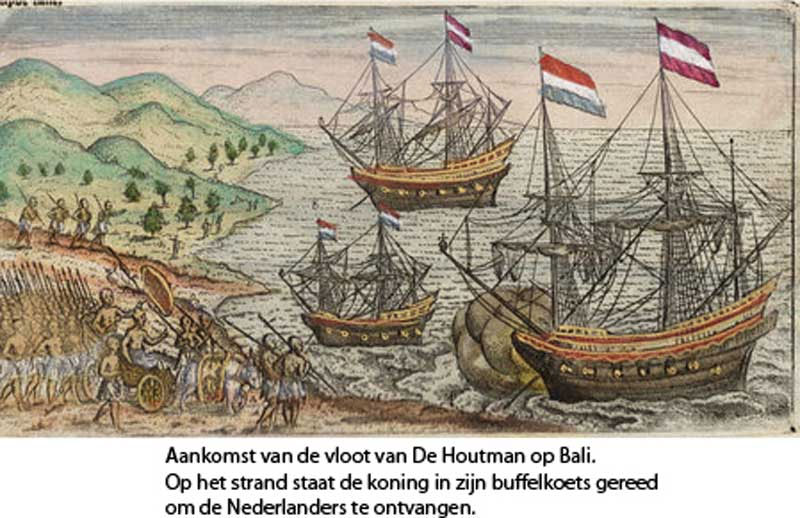 Aankomst van de vloot van De Houtman op Bali.
Op het strand staat de koning in zijn buffelkoets gereed
om de Nederlanders te ontvangen.